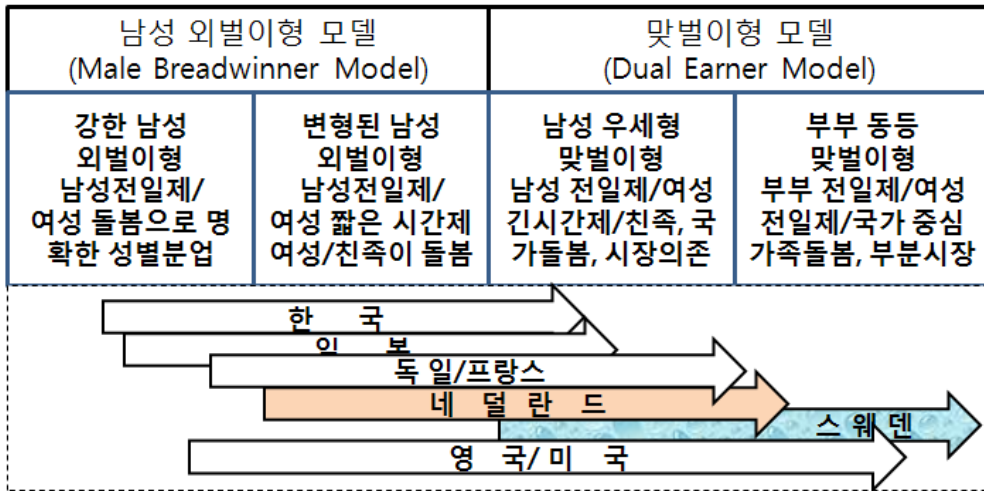 남성 외벌이형 모델
(Male Breadwinner Model)
맞벌이형 모델
(Dual Earner Model)
강한 남성
외벌이형
남성전일제/
여성 돌봄으로 명
확한 성별분업
변형된 남성
외벌이형
남성전일제/
여성 짧은 시간제
여성/친족이 돌봄
남성 우세형
맞벌이형
남성 전일제/여성
긴시간제/친족, 국
가돌봄, 시장의존
부부 동등
맞벌이형
부부 전일제/여성
전일제/국가 중심
가족돌봄, 부분시장
한 국
일 본
독일/프랑스
네 덜 란 드
스웨덴
영 국/ 미 국